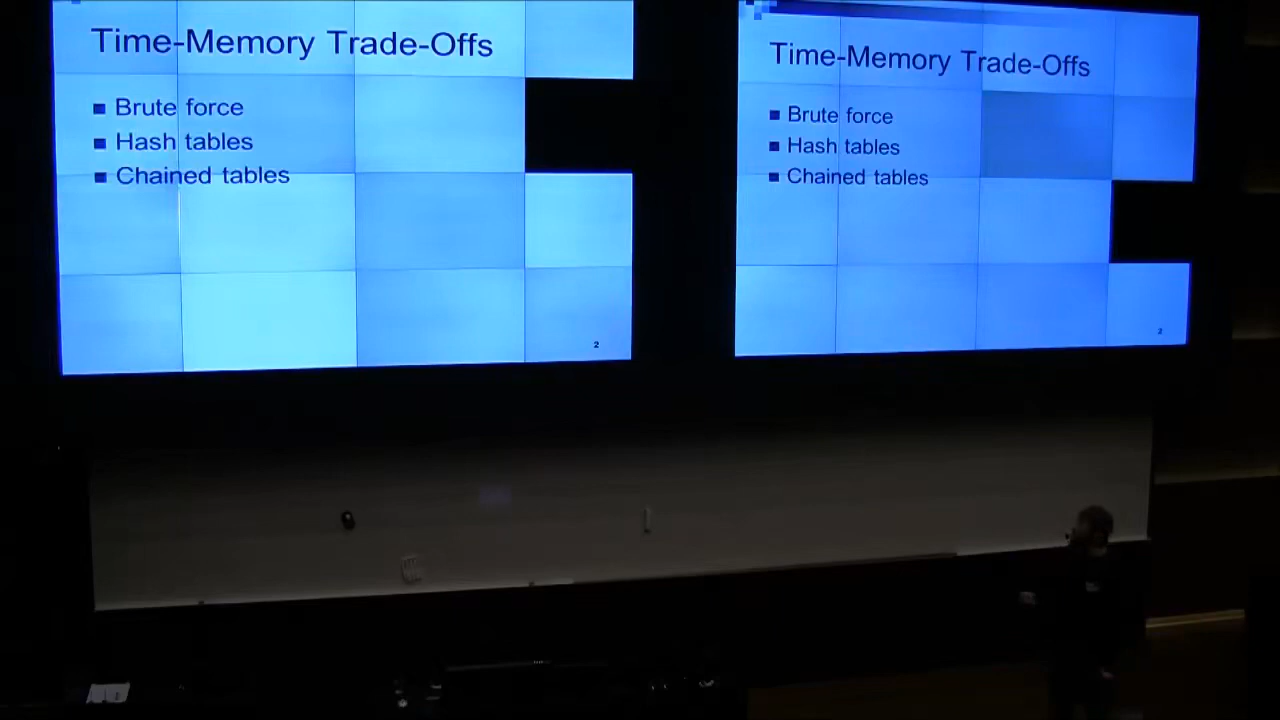 Time-Memory Trade-Offs
■ Brute force
■ Hash tables
■ Chained tables
2
Time-Memory Trade-Offs
■ Brute force
■ Hash tables
■ Chained tables
2